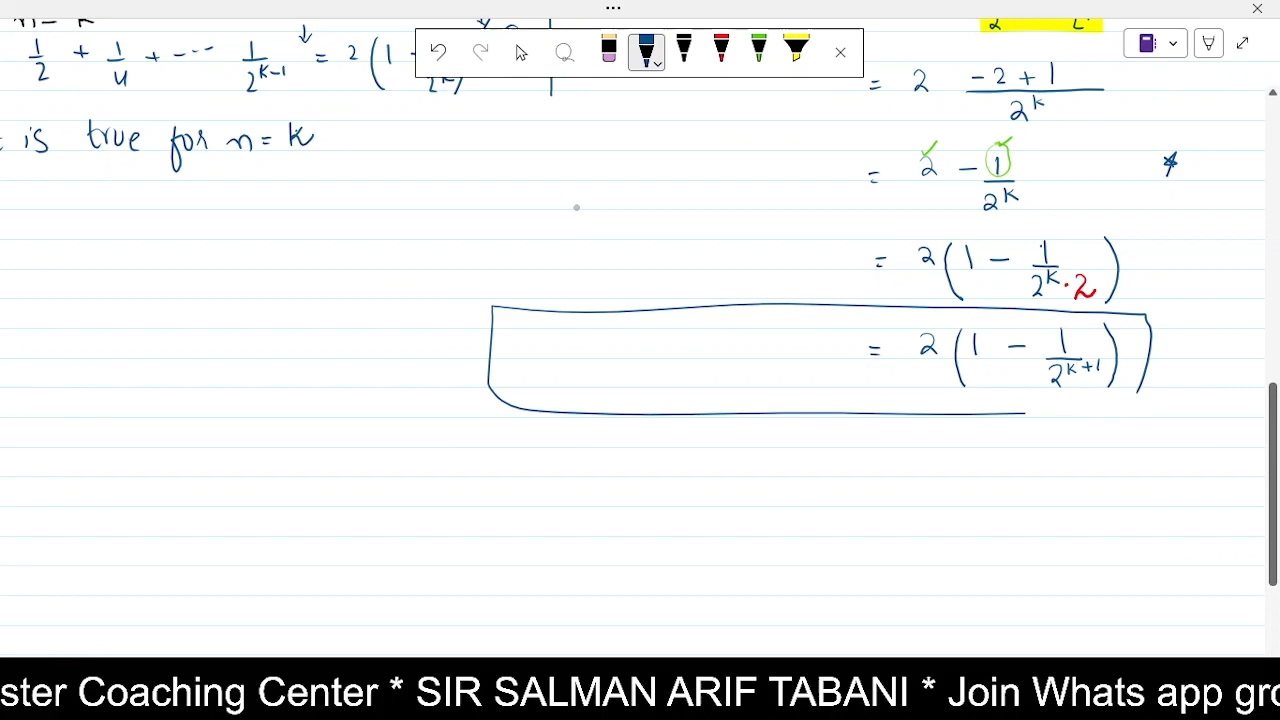 n = k
1/2 + 1/4 + ---- 1/2^(k-1) = 2 (1 -
is true for n = k
= 2 (-2 + 1)/2^k
= 2 - 1/2^k
= 2 (1 - 1/(2^k · 2))
= 2 (1 - 1/2^(k+1))
ster Coaching Center * SIR SALMAN ARIF TABANI * Join Whats app gro